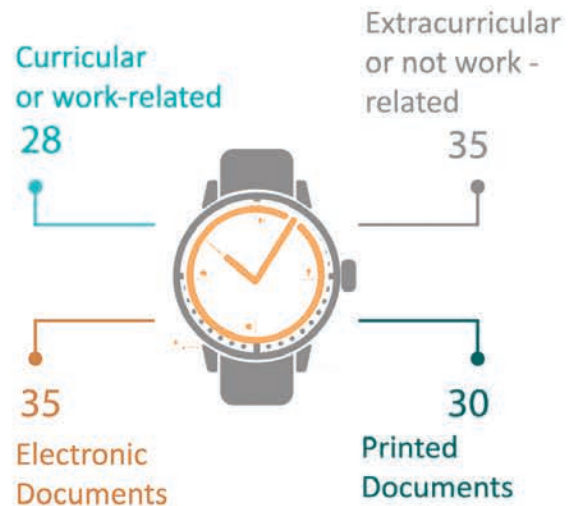 Curricular
or work-related
28
Extracurricular
or not work -
related
35
35
Electronic
Documents
30
Printed
Documents